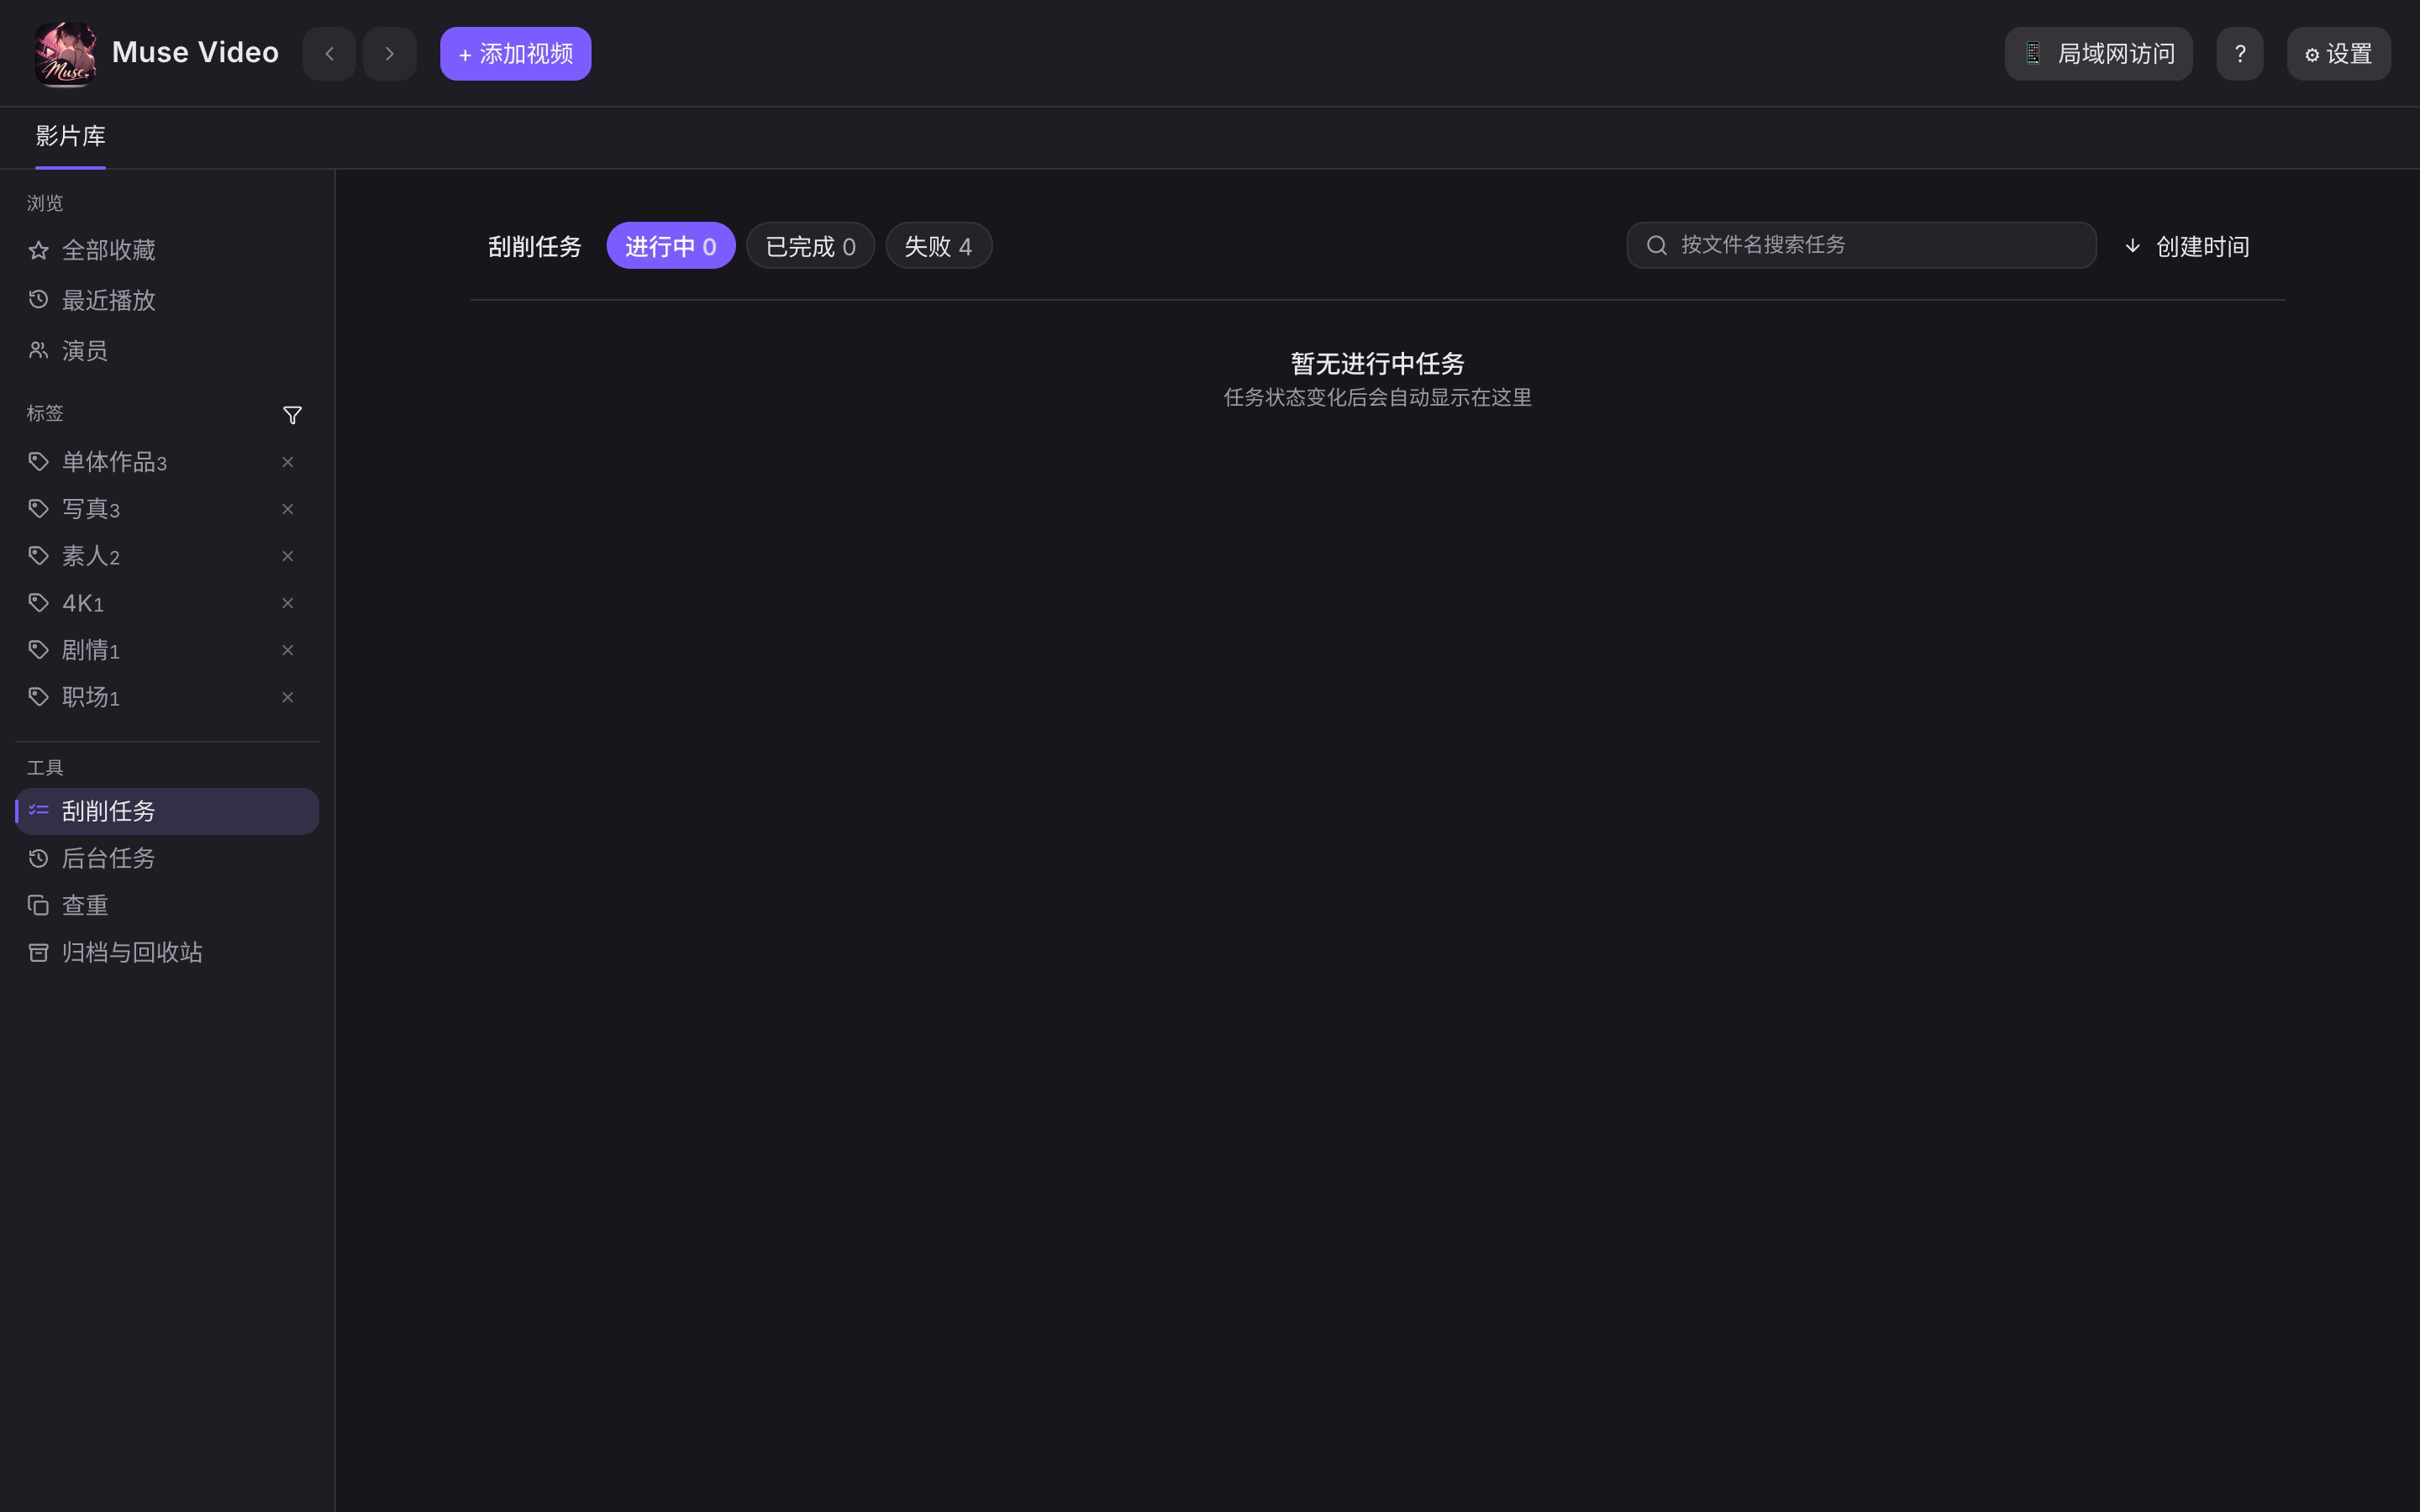 Muse
Muse Video
+ 添加视频
局域网访问
?
设置
影片库
浏览
全部收藏
最近播放
演员
标签
单体作品3
写真3
素人2
4K1
剧情1
职场1
工具
刮削任务
后台任务
查重
归档与回收站
刮削任务 进行中 0 已完成 0 失败 4
按文件名搜索任务
创建时间
暂无进行中任务
任务状态变化后会自动显示在这里